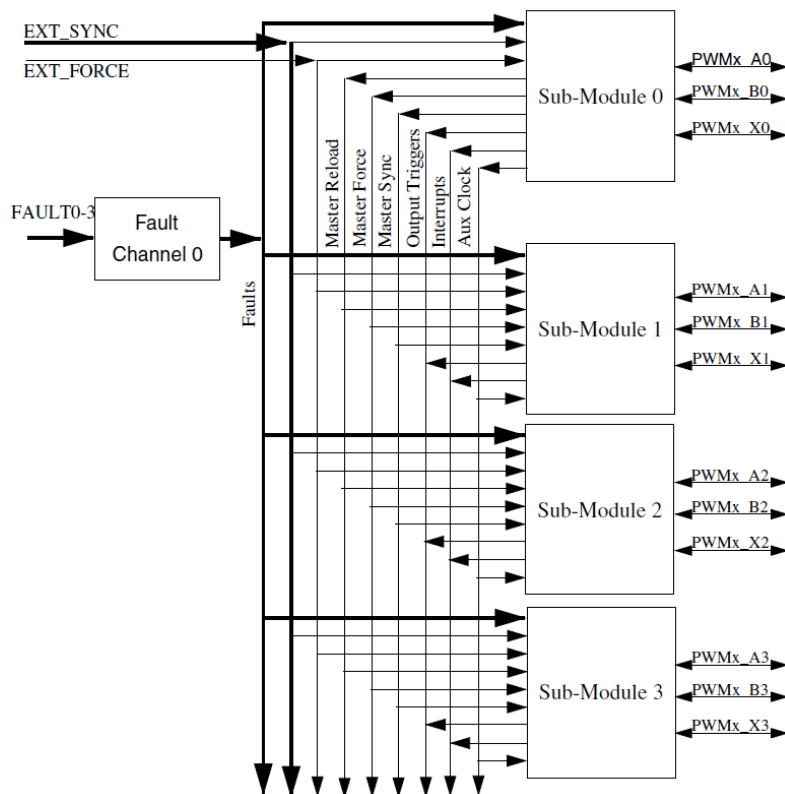 EXT_SYNC
EXT_FORCE
FAULT0-3
Fault
Channel 0
Faults
Master Reload
Master Force
Master Sync
Output Triggers
Interrupts
Aux Clock
Sub-Module 0
PWMx_A0
PWMx_B0
PWMx_X0
Sub-Module 1
PWMx_A1
PWMx_B1
PWMx_X1
Sub-Module 2
PWMx_A2
PWMx_B2
PWMx_X2
Sub-Module 3
PWMx_A3
PWMx_B3
PWMx_X3